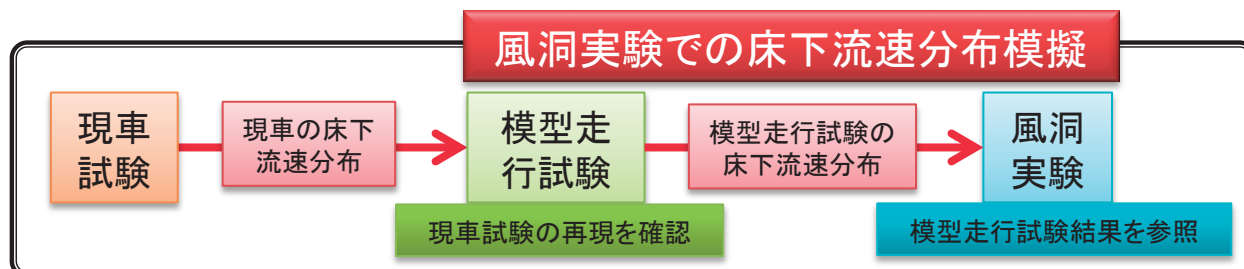 風洞実験での床下流速分布模擬
現車
試験
現車の床下
流速分布
模型走
行試験
模型走行試験の
床下流速分布
風洞
実験
現車試験の再現を確認
模型走行試験結果を参照